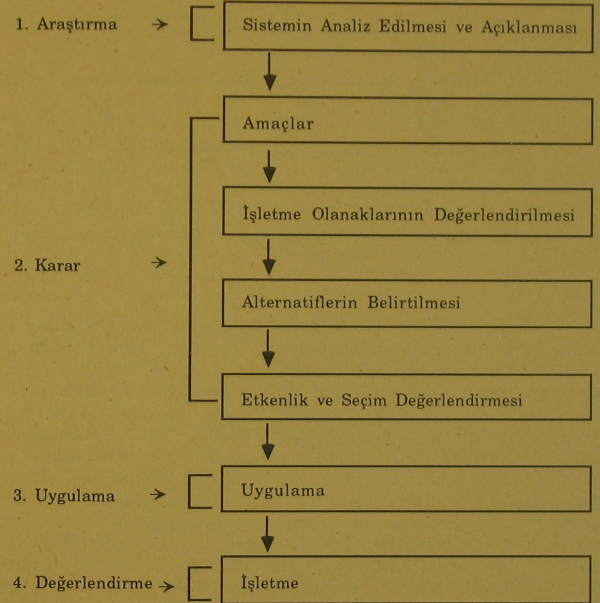 1. Araştırma
Sistemin Analiz Edilmesi ve Açıklanması
Amaçlar
İşletme Olanaklarının Değerlendirilmesi
2. Karar
Alternatiflerin Belirtilmesi
Etkenlik ve Seçim Değerlendirmesi
3. Uygulama
Uygulama
4. Değerlendirme
İşletme